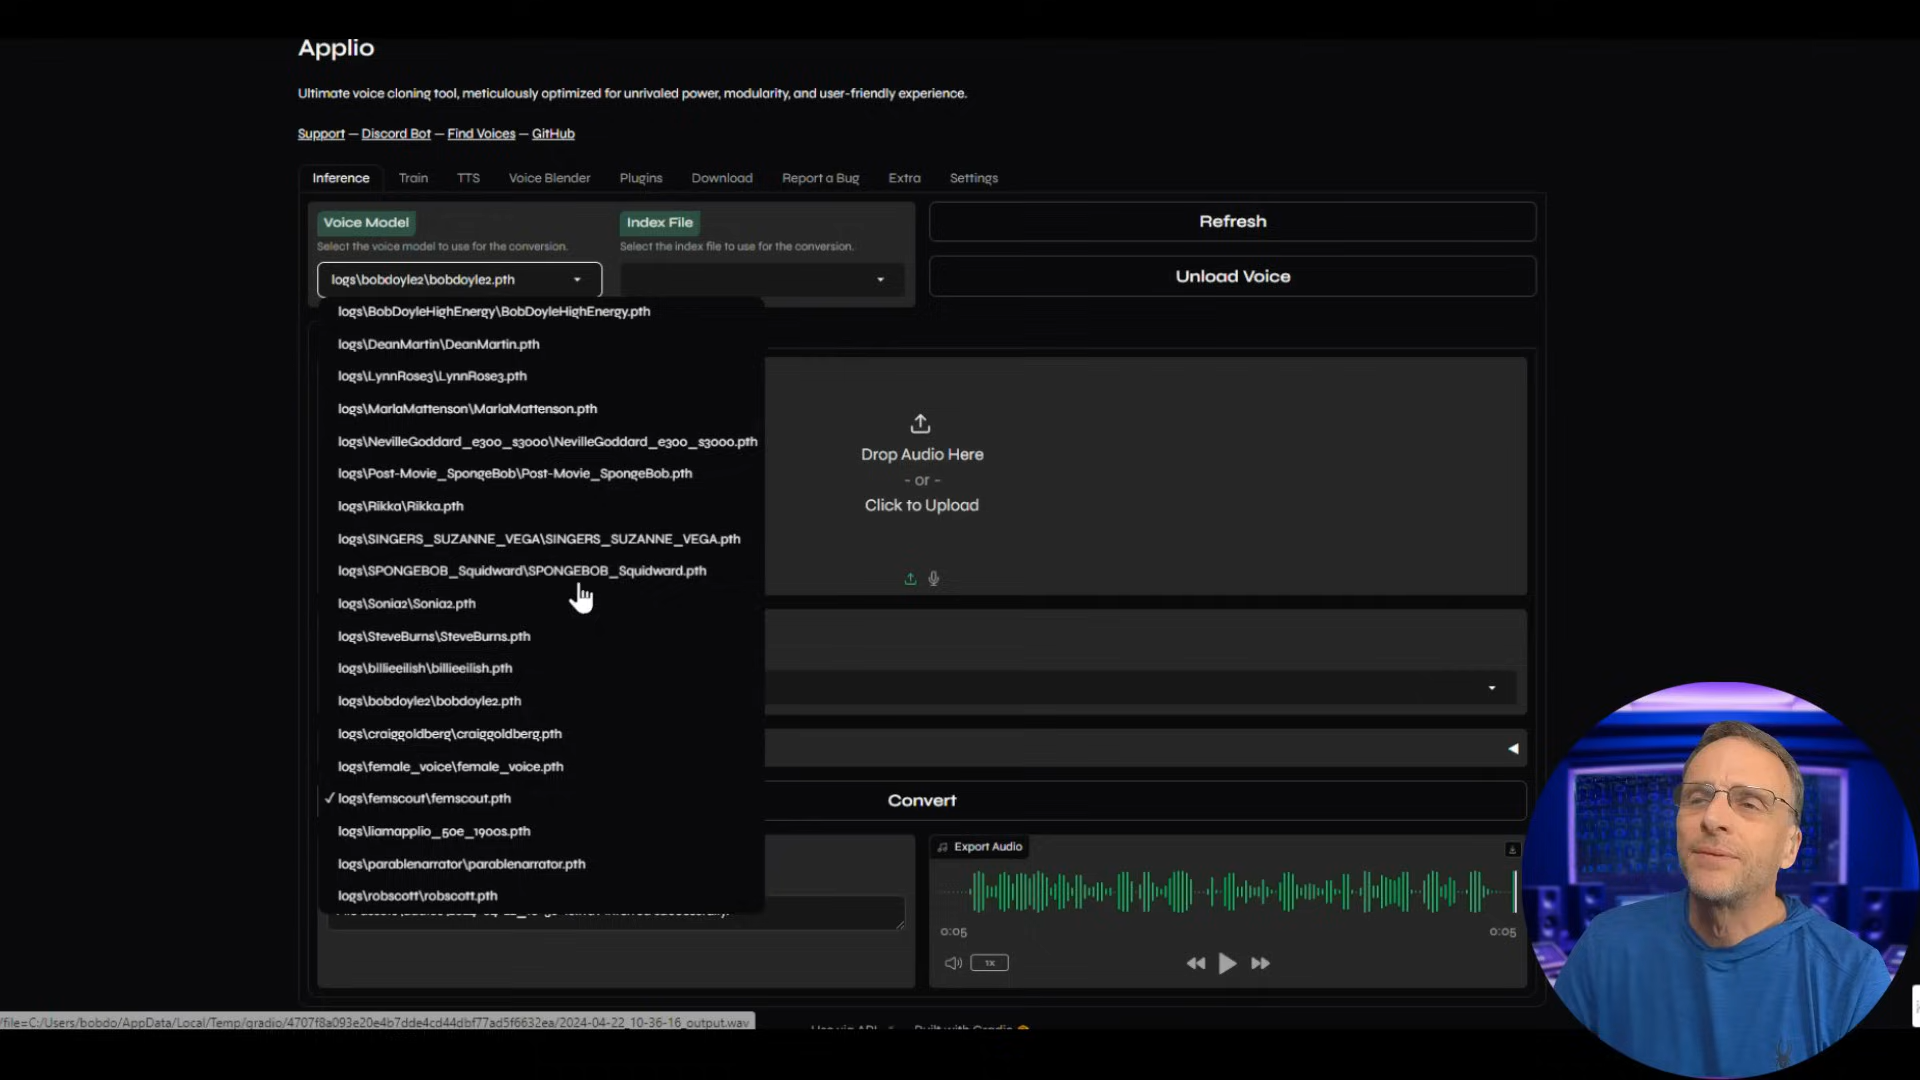 Applio
Ultimate voice cloning tool, meticulously optimized for unrivaled power, modularity, and user-friendly experience.
Support — Discord Bot — Find Voices — GitHub
Inference Train TTS Voice Blender Plugins Download Report a Bug Extra Settings
Voice Model
Select the voice model to use for the conversion.
logs\bobdoyle2\bobdoyle2.pth
Index File
Select the index file to use for the conversion.
Refresh
Unload Voice
logs\BobDoyleHighEnergy\BobDoyleHighEnergy.pth
logs\DeanMartin\DeanMartin.pth
logs\LynnRose3\LynnRose3.pth
logs\MarlaMattenson\MarlaMattenson.pth
logs\NevilleGoddard_e300_s3000\NevilleGoddard_e300_s3000.pth
logs\Post-Movie_SpongeBob\Post-Movie_SpongeBob.pth
logs\Rikka\Rikka.pth
logs\SINGERS_SUZANNE_VEGA\SINGERS_SUZANNE_VEGA.pth
logs\SPONGEBOB_Squidward\SPONGEBOB_Squidward.pth
logs\Sonia2\Sonia2.pth
logs\SteveBurns\SteveBurns.pth
logs\billieeilish\billieeilish.pth
logs\bobdoyle2\bobdoyle2.pth
logs\craiggoldberg\craiggoldberg.pth
logs\female_voice\female_voice.pth
✓ logs\femscout\femscout.pth
logs\liamapplio_50e_1900s.pth
logs\parablenarrator\parablenarrator.pth
logs\robscott\robscott.pth
Drop Audio Here
- or -
Click to Upload
Convert
Export Audio
0:05
0:05
1x
file=C:/Users/bobdo/AppData/Local/Temp/gradio/4707f8a093e20e4b7dde4cd44dbf77ad5f6632ea/2024-04-22_10-36-16_output.wav